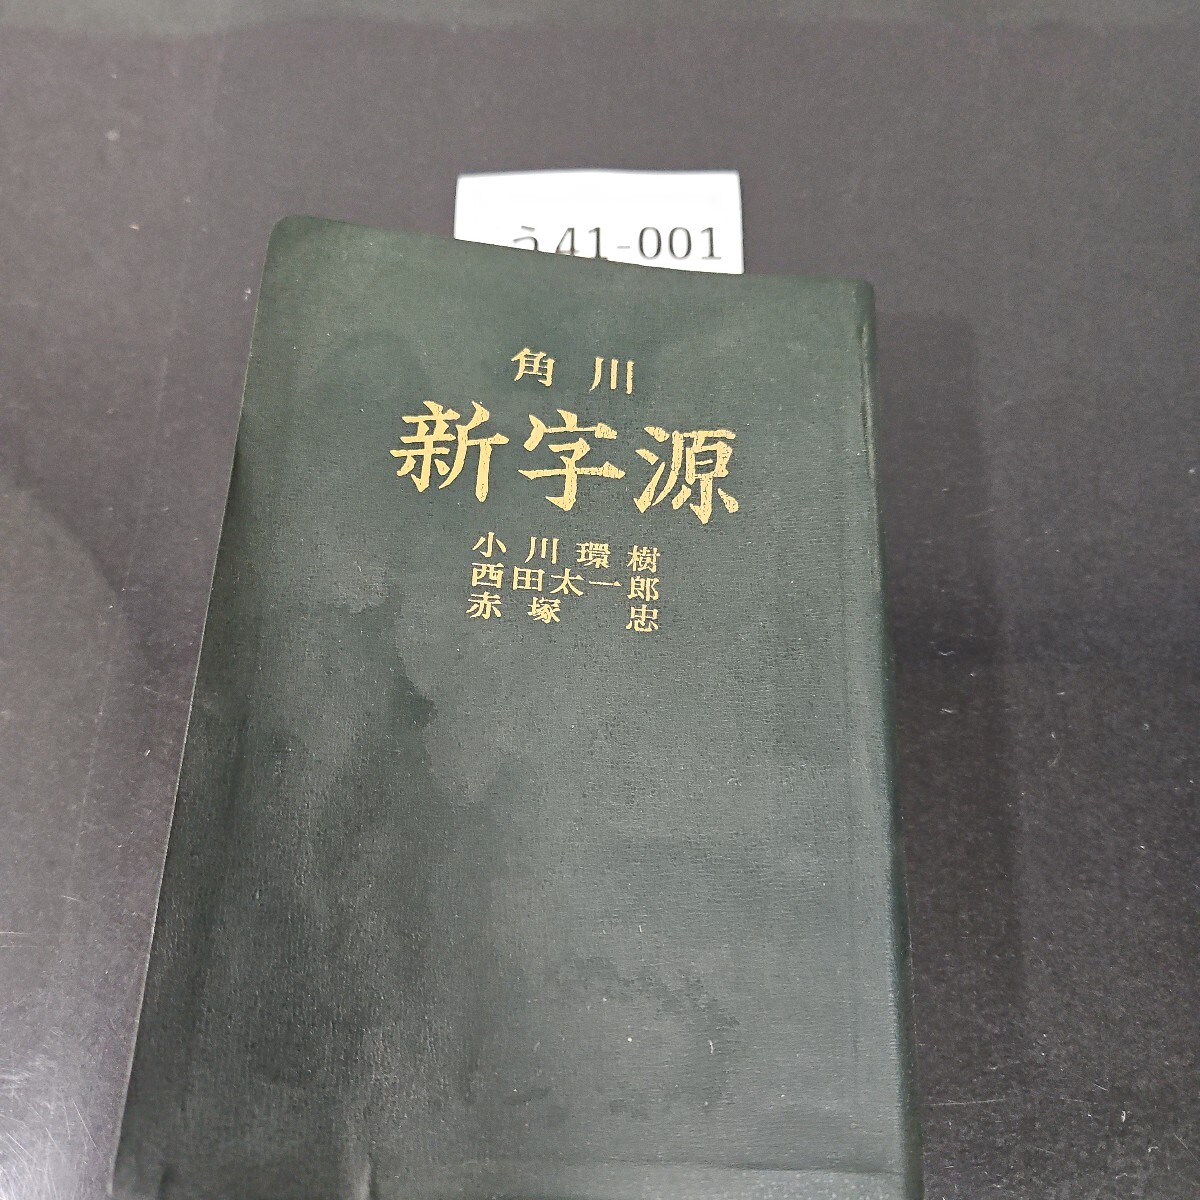 う41-001
角川
新字源
小川環樹
西田太一郎
赤塚 忠